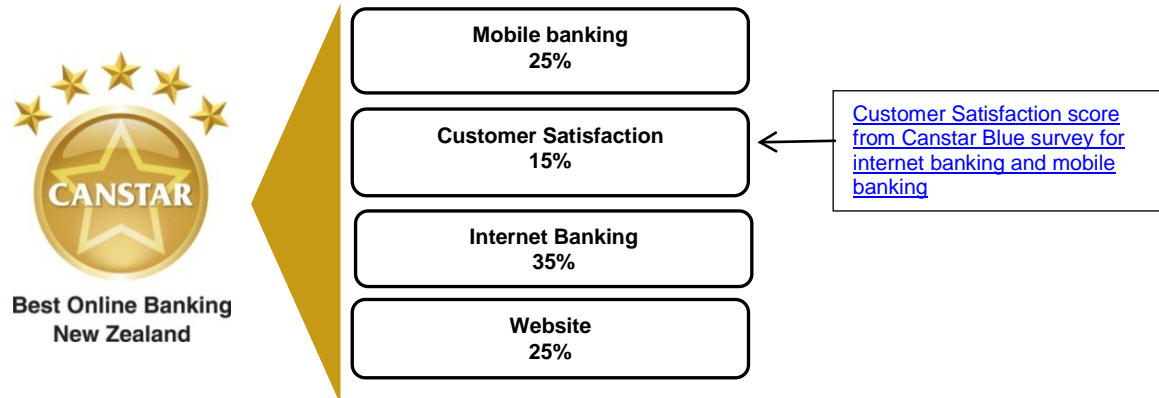 CANSTAR
Best Online Banking
New Zealand
Mobile banking
25%
Customer Satisfaction
15%
Internet Banking
35%
Website
25%
Customer Satisfaction score
from Canstar Blue survey for
internet banking and mobile
banking